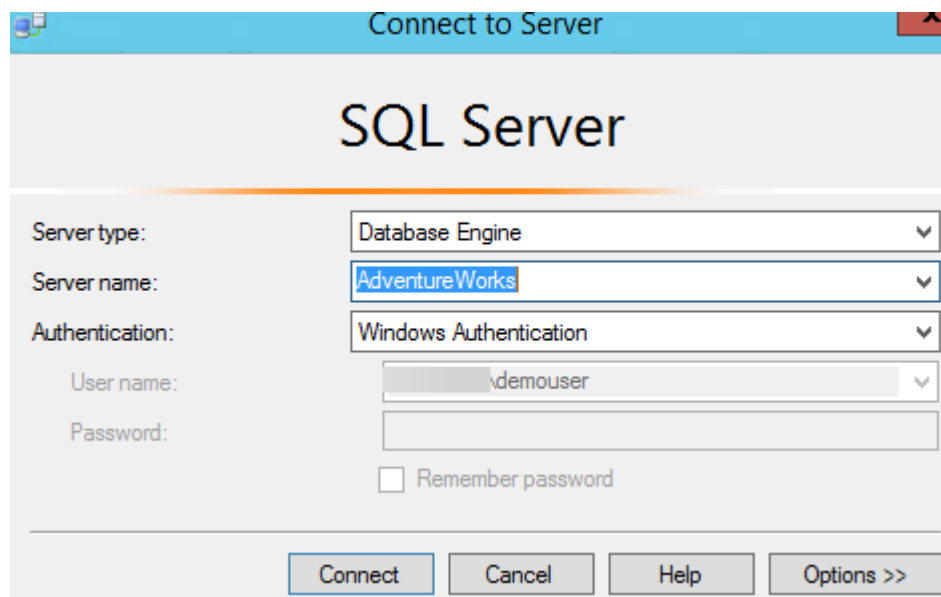 Connect to Server
SQL Server
Server type: Database Engine
Server name: AdventureWorks
Authentication: Windows Authentication
User name: \demouser
Password:
Remember password
Connect Cancel Help Options >>